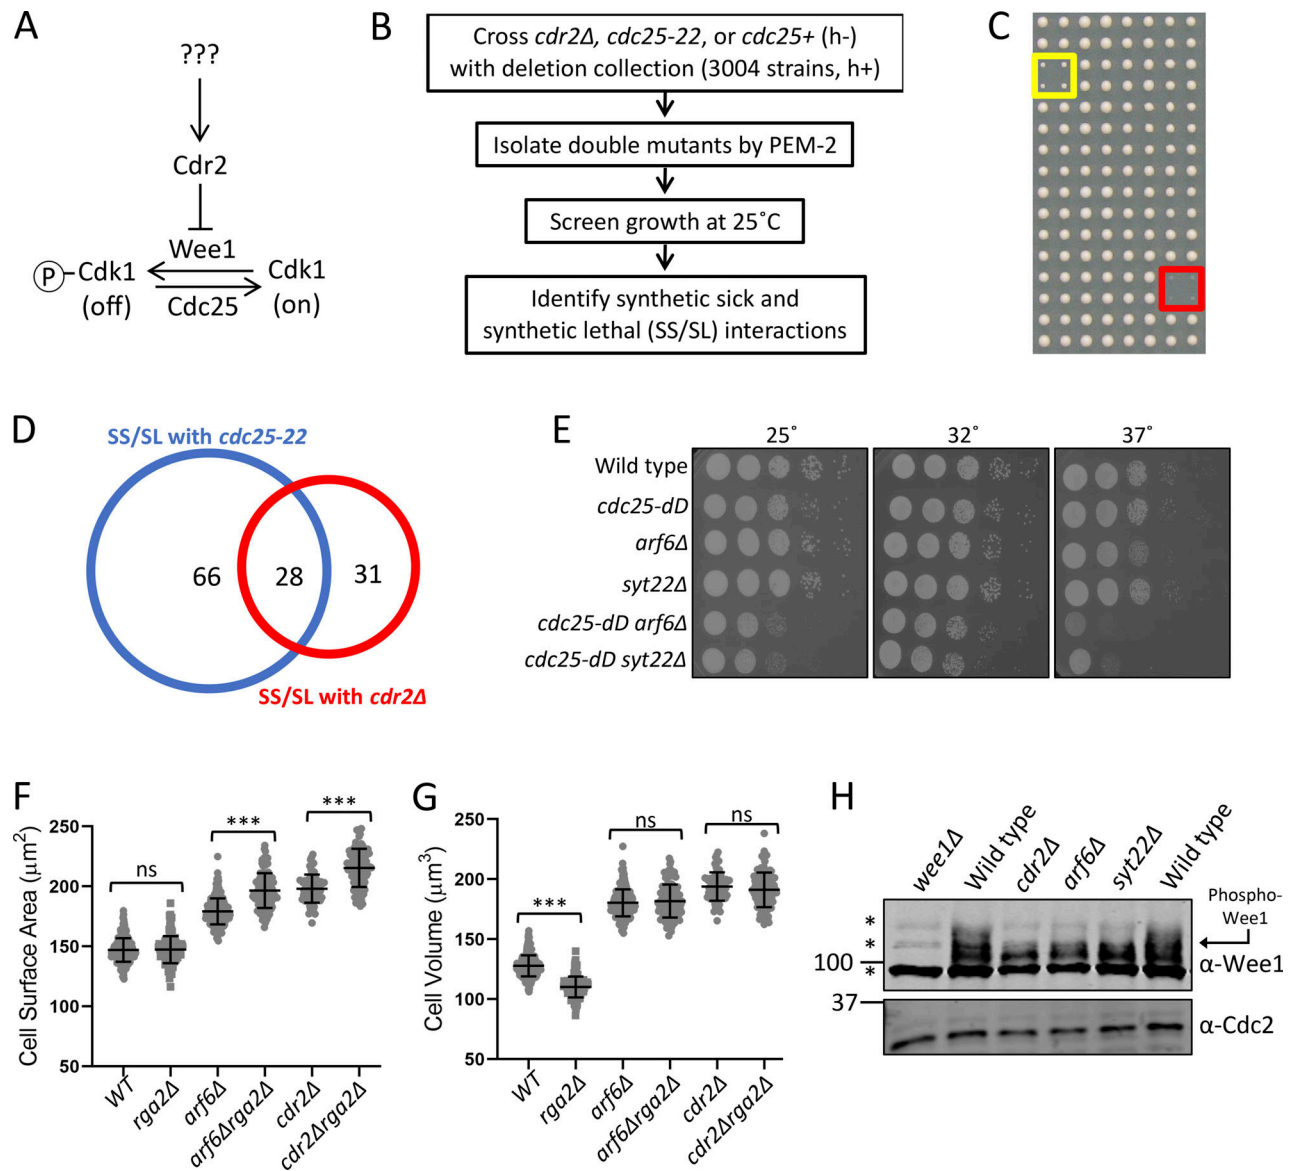 A
???
Cdr2
Wee1
P Cdk1 Cdk1
(off) Cdc25 (on)
B
Cross cdr2Δ, cdc25-22, or cdc25+ (h-)
with deletion collection (3004 strains, h+)
Isolate double mutants by PEM-2
Screen growth at 25˚C
Identify synthetic sick and
synthetic lethal (SS/SL) interactions
C
D
SS/SL with cdc25-22
66 28 31
SS/SL with cdr2Δ
E
25˚ 32˚ 37˚
Wild type
cdc25-dD
arf6Δ
syt22Δ
cdc25-dD arf6Δ
cdc25-dD syt22Δ
F
Cell Surface Area (μm²)
250
200
150
100
50
ns *** ***
WT rga2Δ arf6Δ arf6Δrga2Δ cdr2Δ cdr2Δrga2Δ
G
Cell Volume (μm³)
250
200
150
100
50
*** ns ns
WT rga2Δ arf6Δ arf6Δrga2Δ cdr2Δ cdr2Δrga2Δ
H
wee1Δ Wild type cdr2Δ arf6Δ syt22Δ Wild type
Phospho-
Wee1
*
*
100 * α-Wee1
37
α-Cdc2